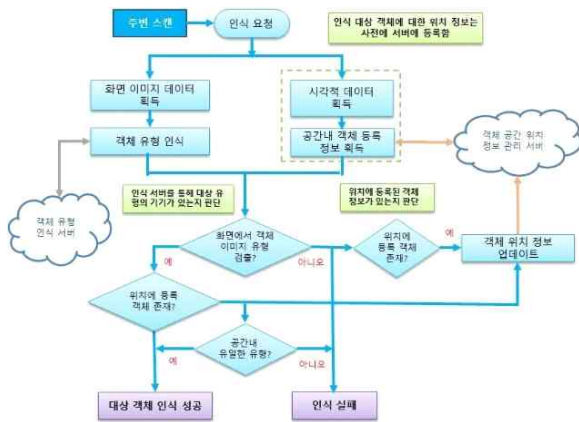 주변 스캔
인식 요청
인식 대상 객체에 대한 위치 정보는
사전에 서버에 등록함
화면 이미지 데이터
획득
시각적 데이터
획득
객체 유형 인식
공간내 객체 등록
정보 획득
객체 공간 위치
정보 관리 서버
객체 유형
인식 서버
인식 서버를 통해 대상 유
형의 기기가 있는지 판단
위치에 등록된 객체
정보가 있는지 판단
화면에서 객체
이미지 유형
검출?
위치에
등록 객체
존재?
객체 위치 정보
업데이트
예
아니오
예
위치에 등록
객체 존재?
공간내
유일한 유형?
예
아니오
대상 객체 인식 성공
인식 실패